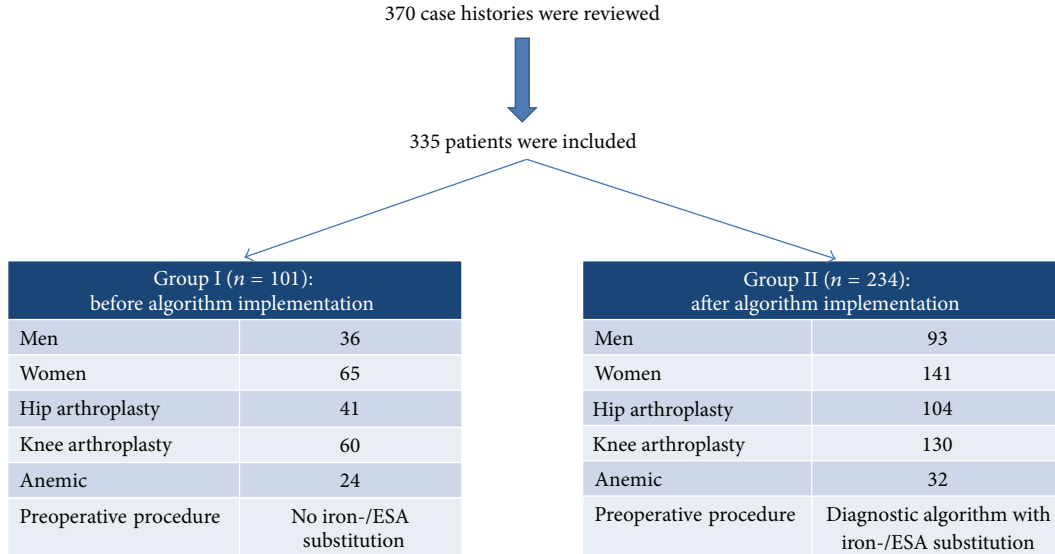 370 case histories were reviewed
335 patients were included
Group I (n = 101):
before algorithm implementation
Men 36
Women 65
Hip arthroplasty 41
Knee arthroplasty 60
Anemic 24
Preoperative procedure No iron-/ESA
substitution
Group II (n = 234):
after algorithm implementation
Men 93
Women 141
Hip arthroplasty 104
Knee arthroplasty 130
Anemic 32
Preoperative procedure Diagnostic algorithm with
iron-/ESA substitution